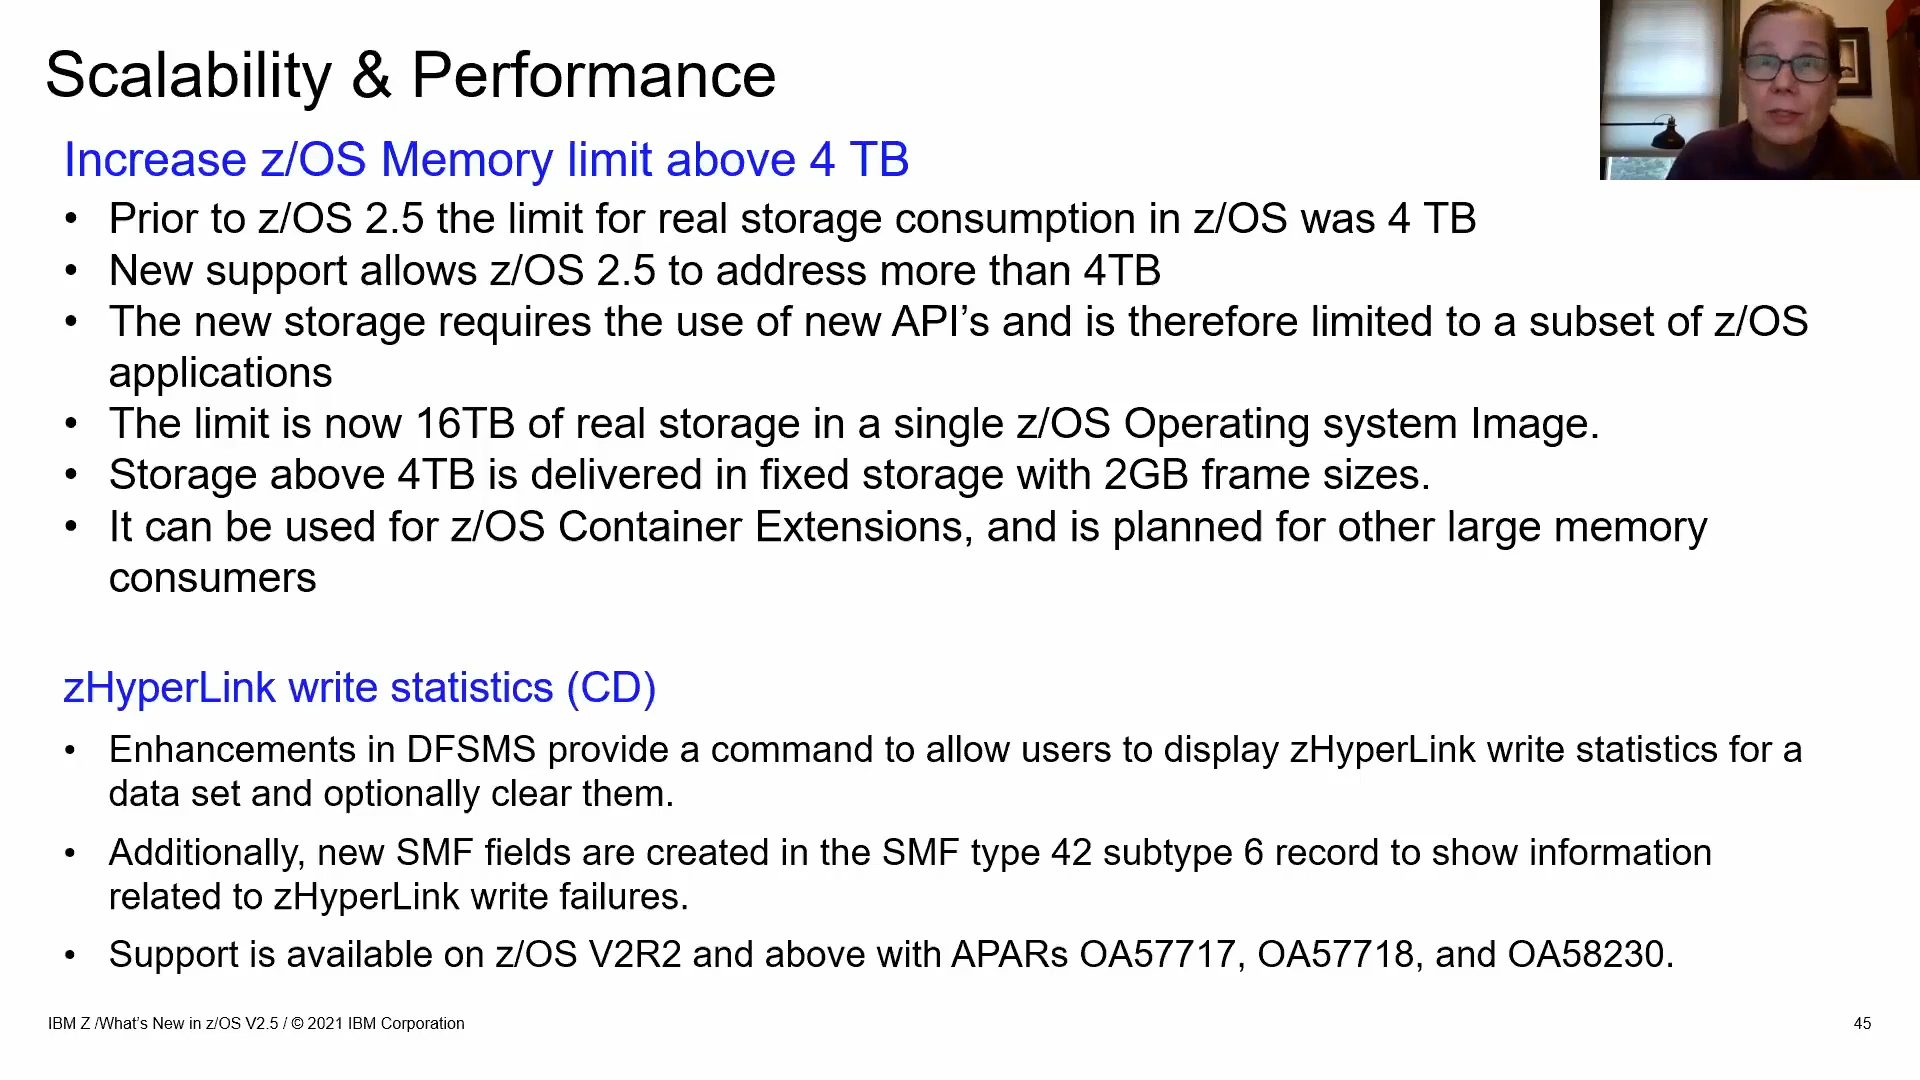 Scalability & Performance
Increase z/OS Memory limit above 4 TB
• Prior to z/OS 2.5 the limit for real storage consumption in z/OS was 4 TB
• New support allows z/OS 2.5 to address more than 4TB
• The new storage requires the use of new API’s and is therefore limited to a subset of z/OS
applications
• The limit is now 16TB of real storage in a single z/OS Operating system Image.
• Storage above 4TB is delivered in fixed storage with 2GB frame sizes.
• It can be used for z/OS Container Extensions, and is planned for other large memory
consumers
zHyperLink write statistics (CD)
• Enhancements in DFSMS provide a command to allow users to display zHyperLink write statistics for a
data set and optionally clear them.
• Additionally, new SMF fields are created in the SMF type 42 subtype 6 record to show information
related to zHyperLink write failures.
• Support is available on z/OS V2R2 and above with APARs OA57717, OA57718, and OA58230.
IBM Z /What’s New in z/OS V2.5 / © 2021 IBM Corporation
45